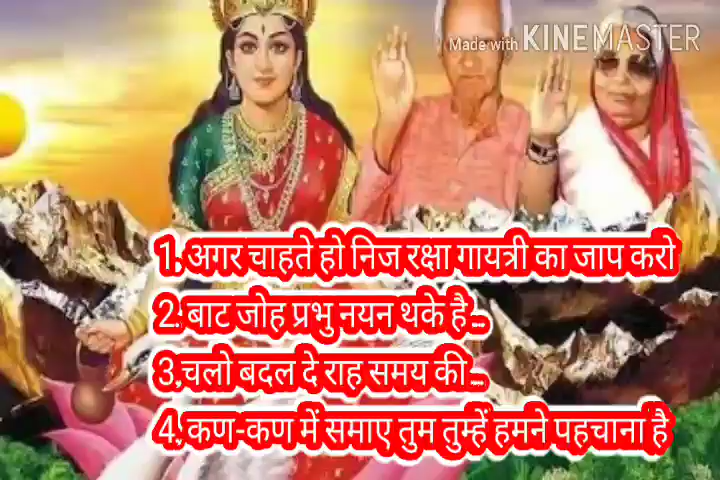 Made with KINEMASTER
1. अगर चाहते हो निज रक्षा गायत्री का जाप करो
2. बाट जोह प्रभु नयन थके है..
3.चलो बदल दे राह समय की..
4. कण-कण में समाए तुम तुम्हें हमने पहचाना है